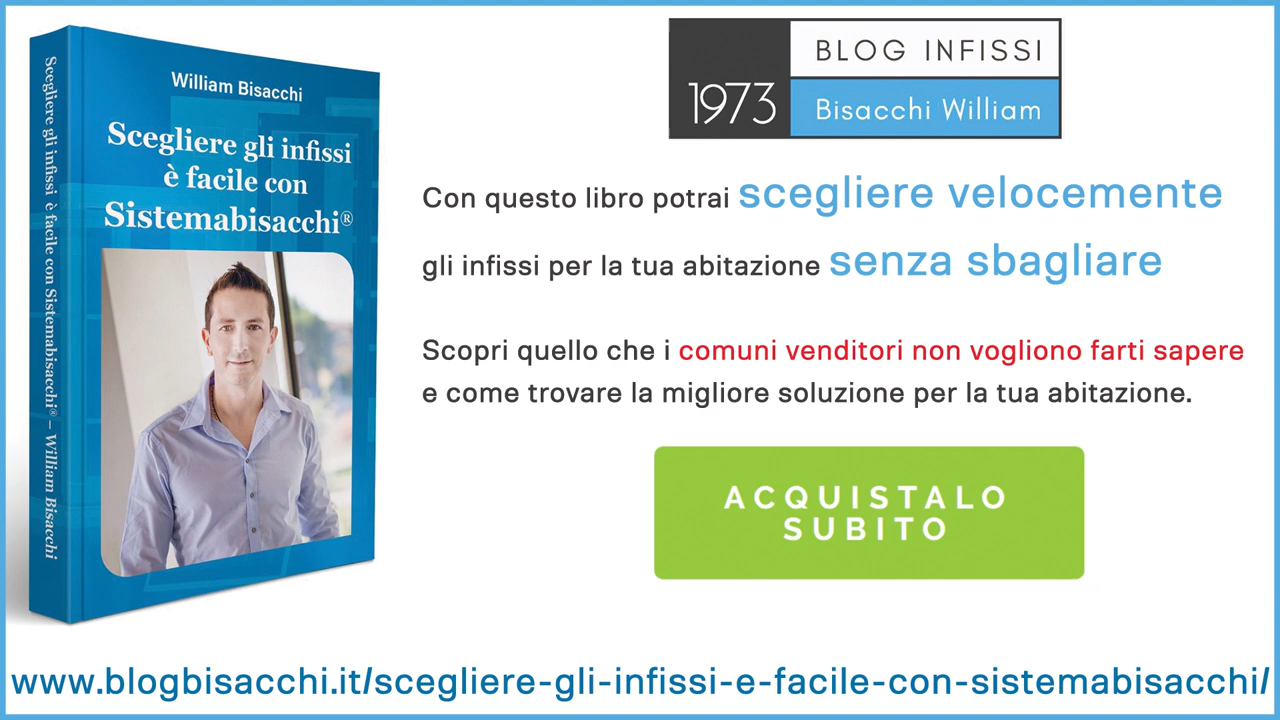 Scegliere gli infissi è facile con Sistemabisacchi® – William Bisacchi
William Bisacchi
Scegliere gli infissi
è facile con
Sistemabisacchi®
1973
BLOG INFISSI
Bisacchi William
Con questo libro potrai scegliere velocemente
gli infissi per la tua abitazione senza sbagliare
Scopri quello che i comuni venditori non vogliono farti sapere
e come trovare la migliore soluzione per la tua abitazione.
ACQUISTALO
SUBITO
www.blogbisacchi.it/scegliere-gli-infissi-e-facile-con-sistemabisacchi/